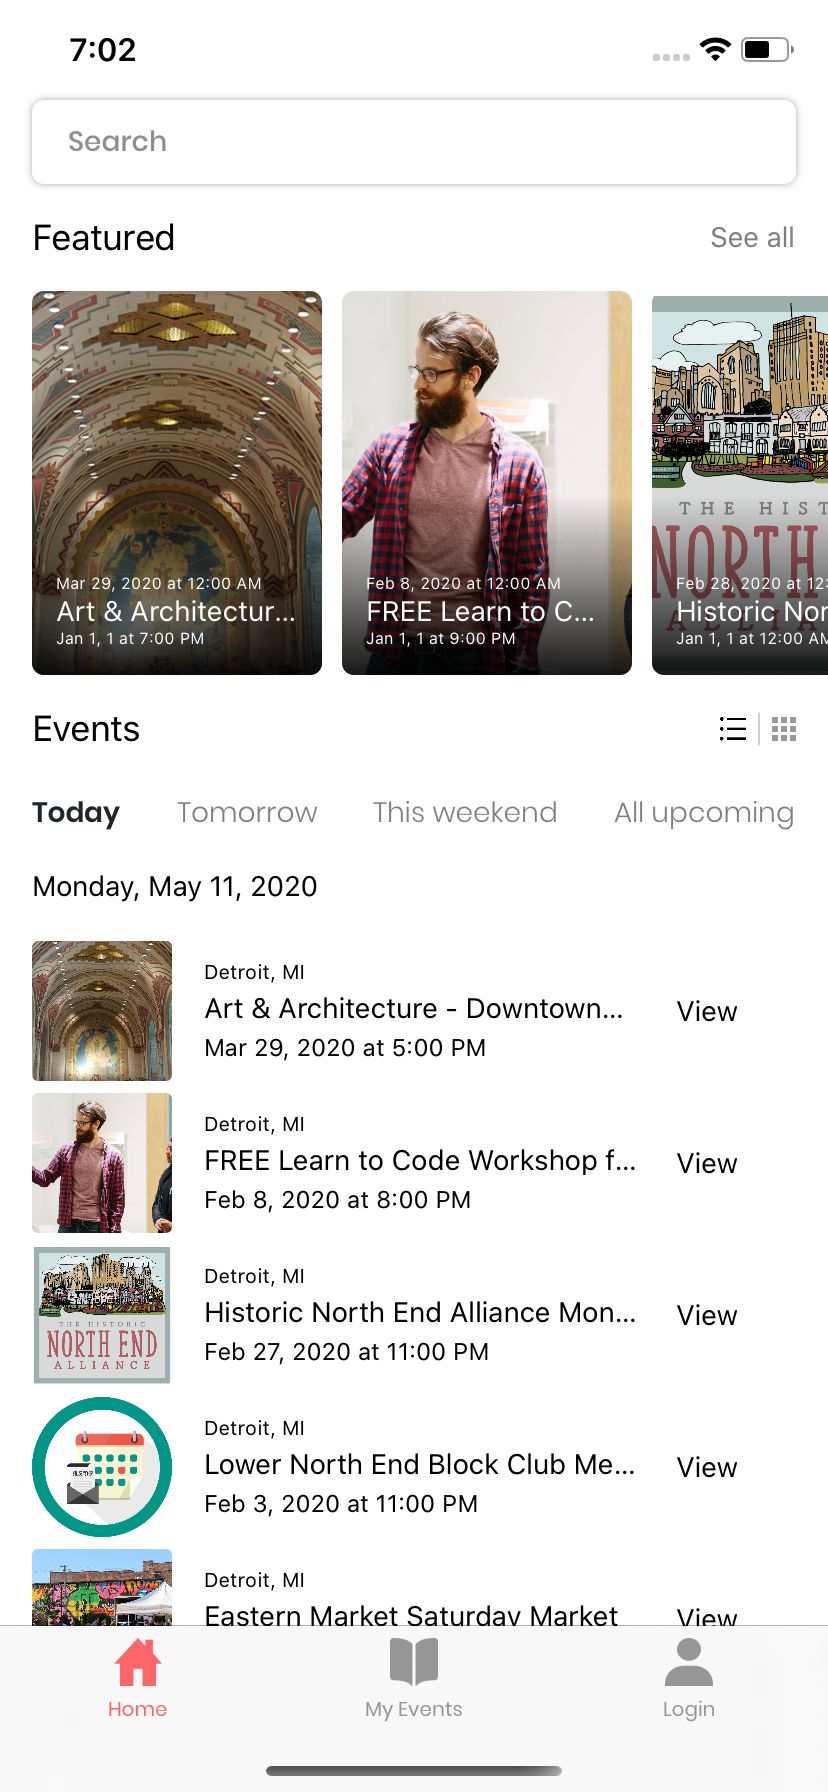 7:02
Search
Featured
See all
Mar 29, 2020 at 12:00 AM
Art & Architectur...
Jan 1, 1 at 7:00 PM
Feb 8, 2020 at 12:00 AM
FREE Learn to C...
Jan 1, 1 at 9:00 PM
THE HIST
NORTH
Feb 28, 2020 at 12:
Historic Nor
Jan 1, 1 at 12:00 AM
Events
Today
Tomorrow
This weekend
All upcoming
Monday, May 11, 2020
Detroit, MI
Art & Architecture - Downtown...
Mar 29, 2020 at 5:00 PM
View
Detroit, MI
FREE Learn to Code Workshop f...
Feb 8, 2020 at 8:00 PM
View
THE HISTORIC
NORTH END
ALLIANCE
Detroit, MI
Historic North End Alliance Mon...
Feb 27, 2020 at 11:00 PM
View
Detroit, MI
Lower North End Block Club Me...
Feb 3, 2020 at 11:00 PM
View
Detroit, MI
Eastern Market Saturday Market
View
Home
My Events
Login